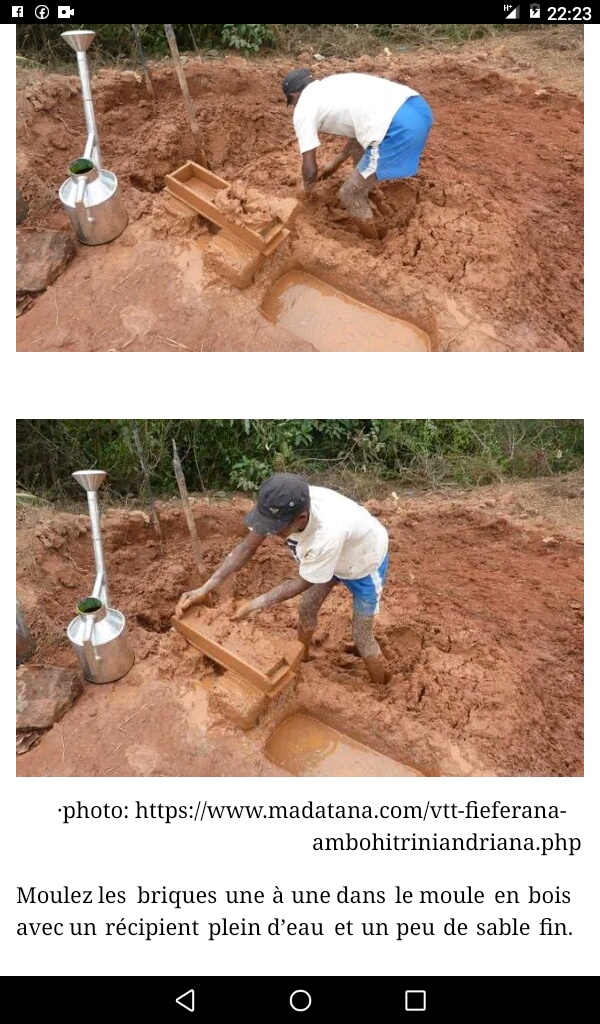 22:23
·photo: https://www.madatana.com/vtt-fieferana-
ambohitriniandriana.php
Moulez les briques une à une dans le moule en bois
avec un récipient plein d’eau et un peu de sable fin.